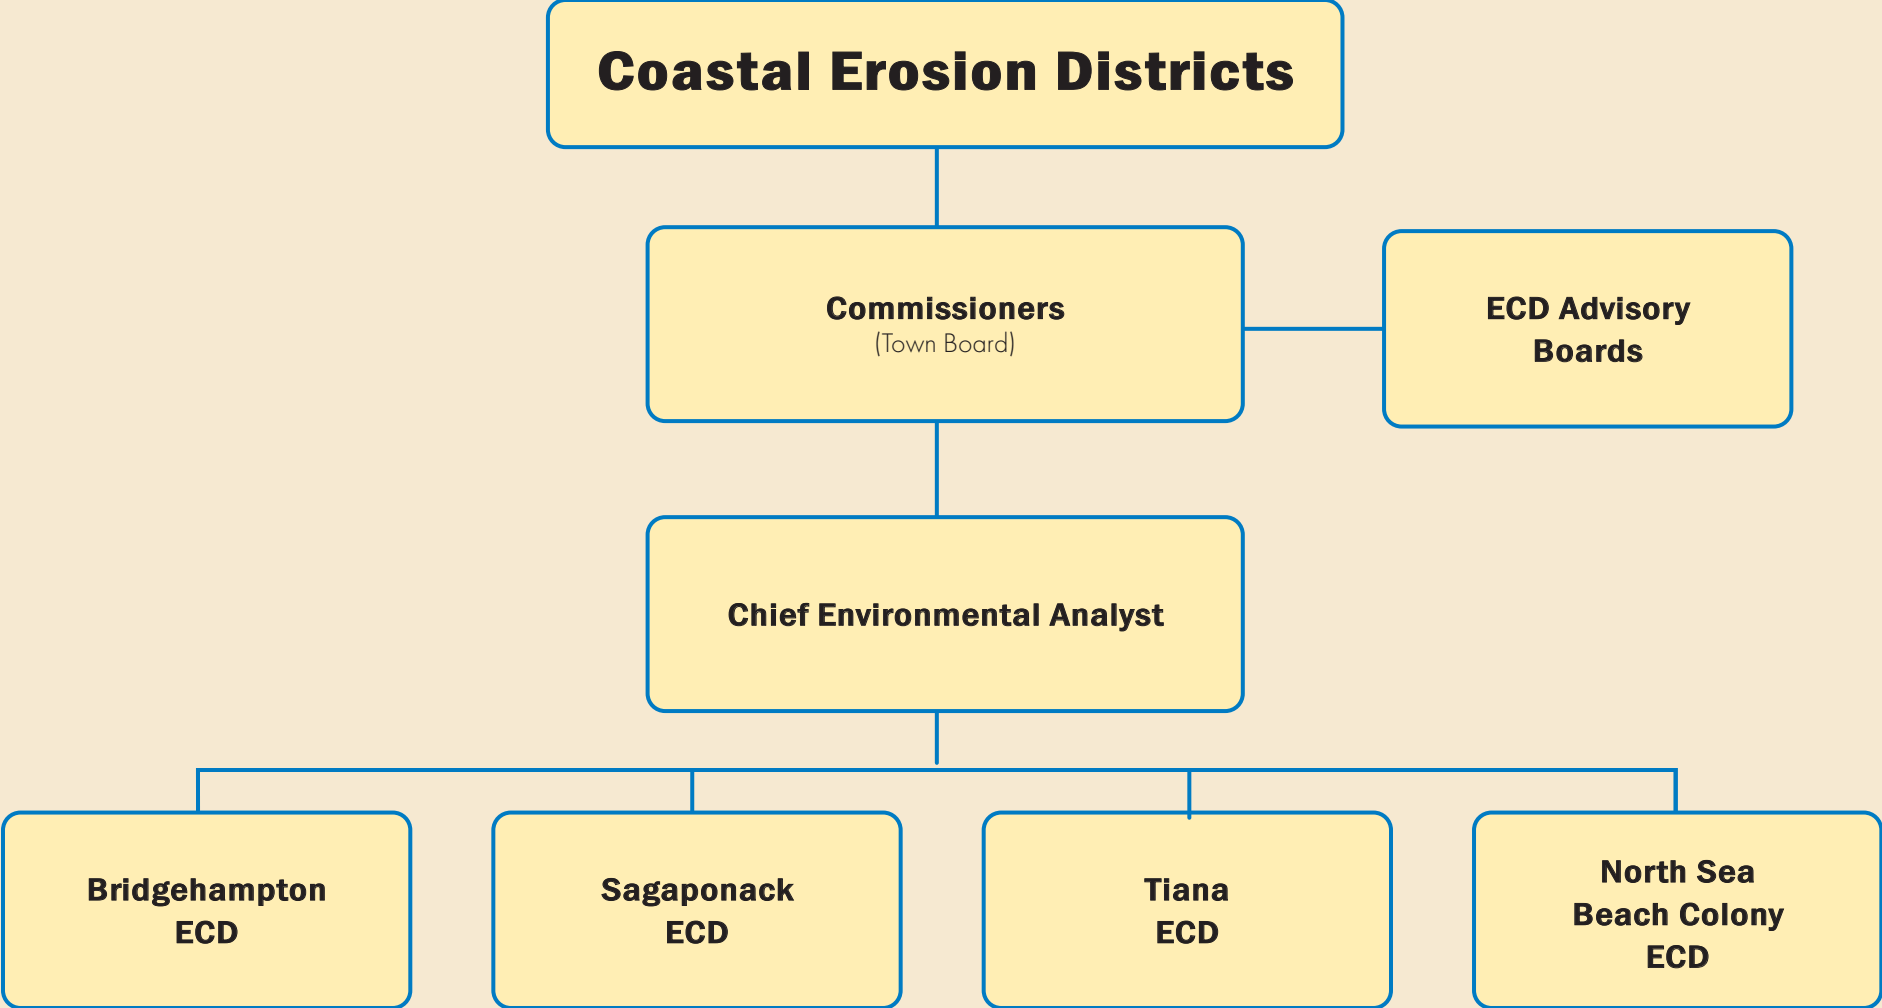 Coastal Erosion Districts
Commissioners
(Town Board)
ECD Advisory
Boards
Chief Environmental Analyst
Bridgehampton
ECD
Sagaponack
ECD
Tiana
ECD
North Sea
Beach Colony
ECD